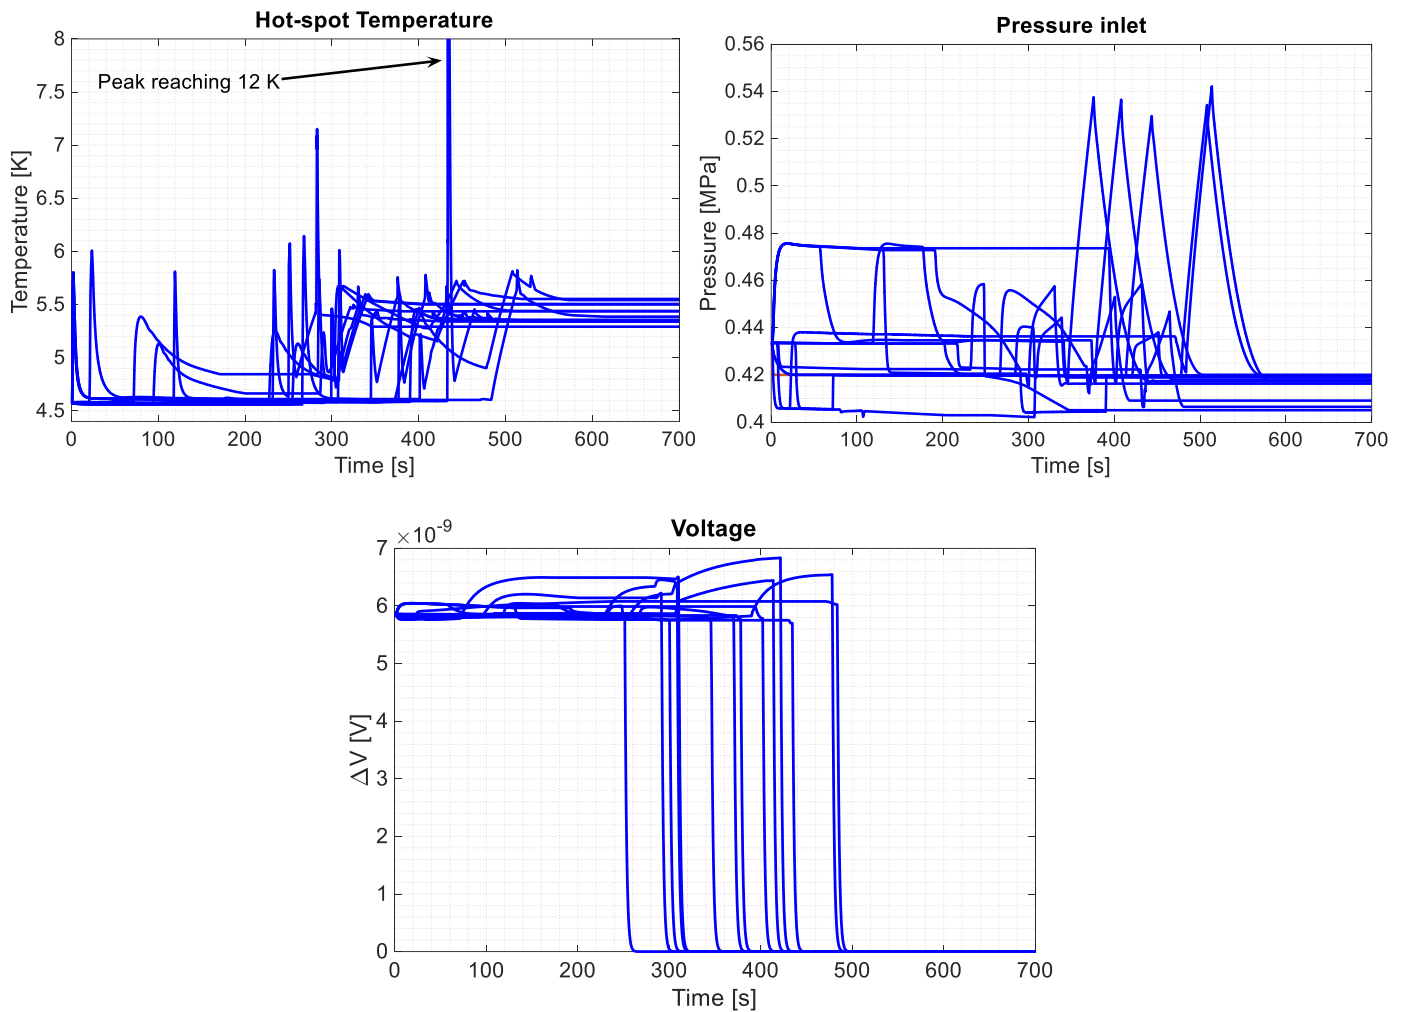 Hot-spot Temperature
8
7.5
7
6.5
6
5.5
5
4.5
Temperature [K]
Peak reaching 12 K
0 100 200 300 400 500 600 700
Time [s]
Pressure inlet
0.56
0.54
0.52
0.5
0.48
0.46
0.44
0.42
0.4
Pressure [MPa]
0 100 200 300 400 500 600 700
Time [s]
Voltage
×10-9
7
6
5
4
3
2
1
0
ΔV [V]
0 100 200 300 400 500 600 700
Time [s]